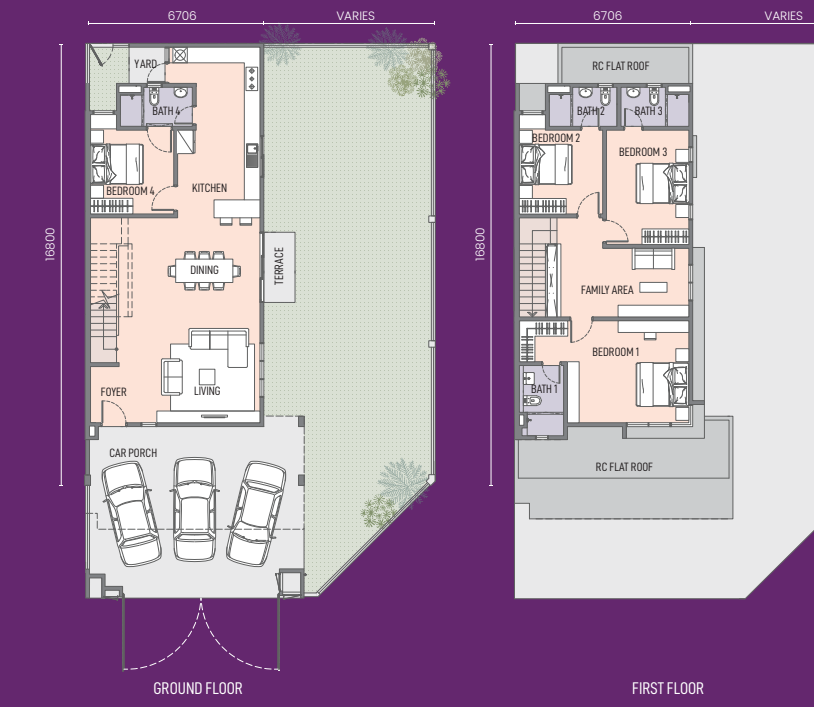 6706 VARIES
6706 VARIES
YARD
RC FLAT ROOF
BATH 4
BATH 2
BATH 3
BEDROOM 2
BEDROOM 3
BEDROOM 4
KITCHEN
16800
16800
DINING
TERRACE
FAMILY AREA
BEDROOM 1
FOYER
LIVING
BATH 1
CAR PORCH
RC FLAT ROOF
GROUND FLOOR
FIRST FLOOR